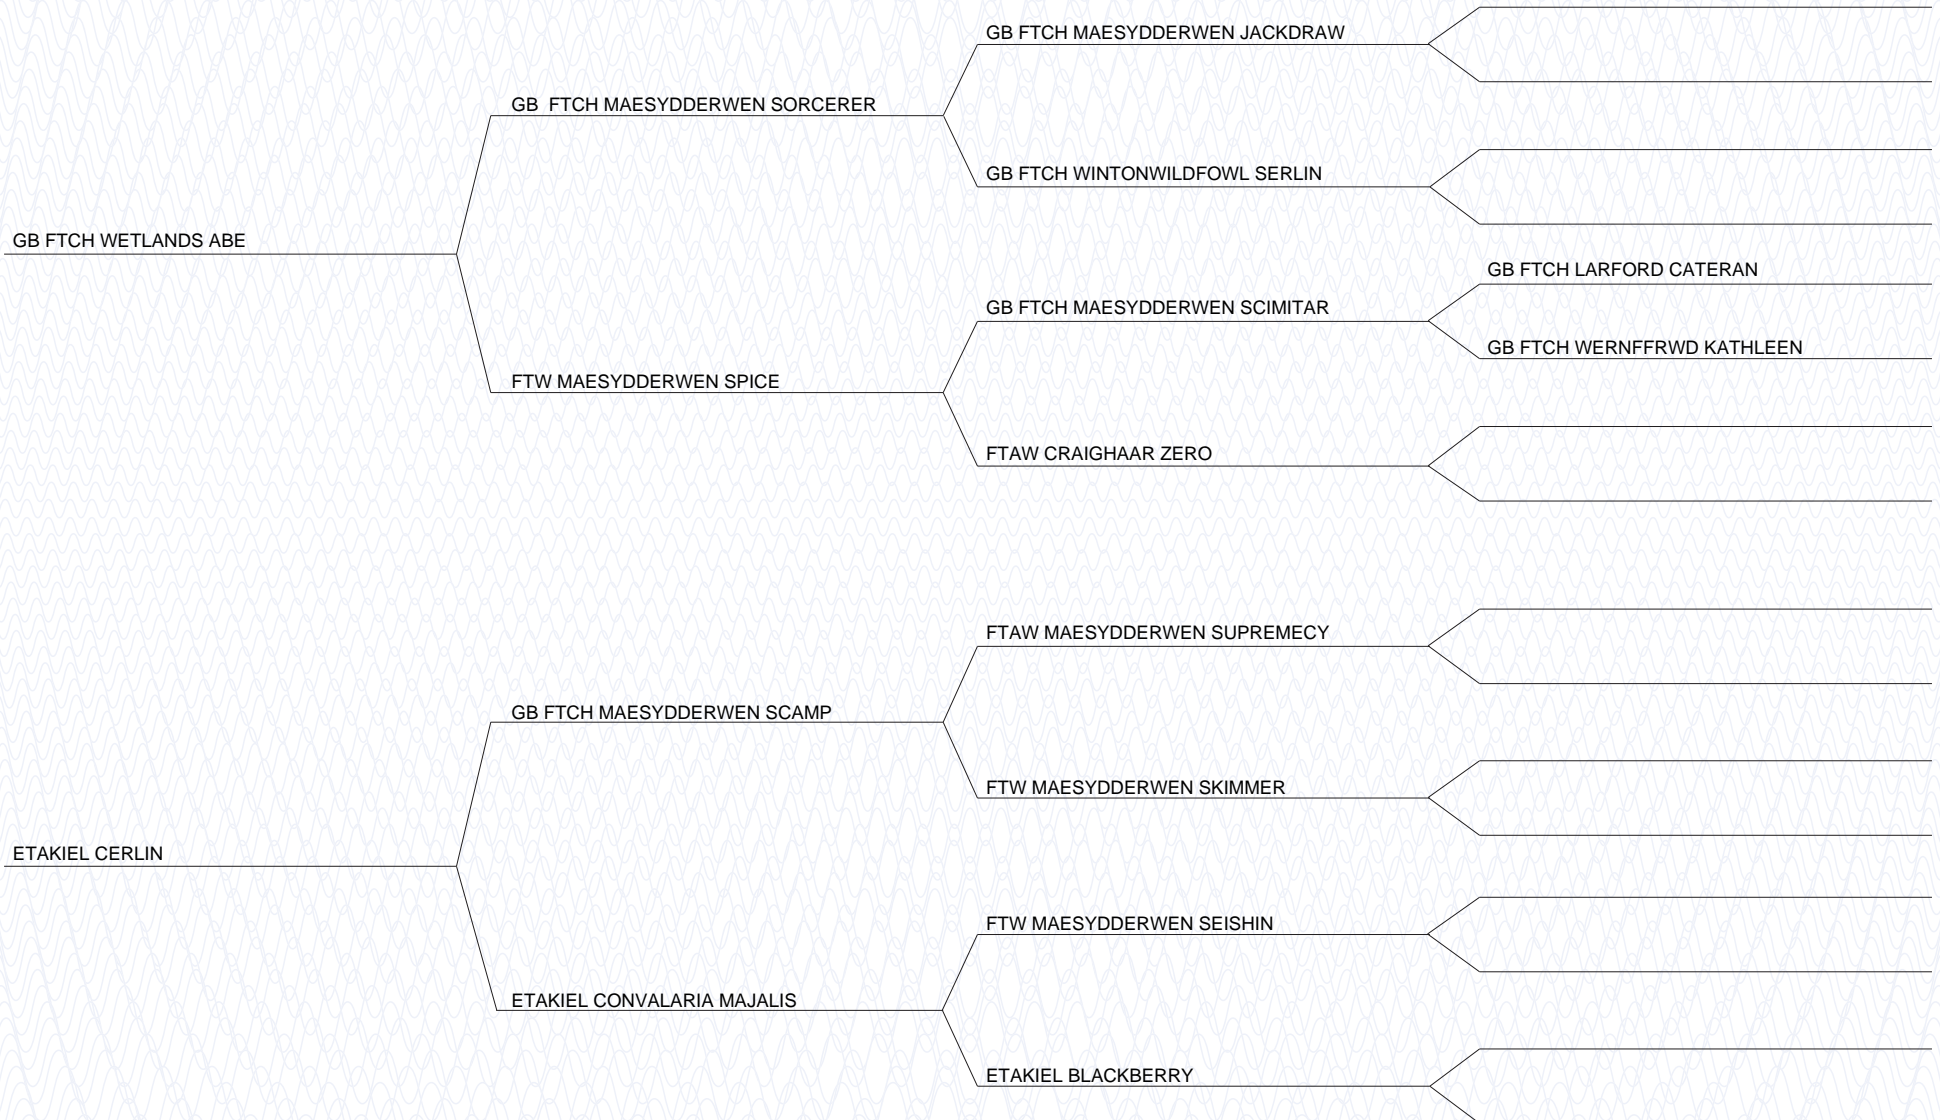 GB FTCH MAESYDDERWEN JACKDRAW
GB  FTCH MAESYDDERWEN SORCERER
GB FTCH WINTONWILDFOWL SERLIN
GB FTCH WETLANDS ABE
GB FTCH LARFORD CATERAN
GB FTCH MAESYDDERWEN SCIMITAR
GB FTCH WERNFFRWD KATHLEEN
FTW MAESYDDERWEN SPICE
FTAW CRAIGHAAR ZERO
FTAW MAESYDDERWEN SUPREMECY
GB FTCH MAESYDDERWEN SCAMP
FTW MAESYDDERWEN SKIMMER
ETAKIEL CERLIN
FTW MAESYDDERWEN SEISHIN
ETAKIEL CONVALARIA MAJALIS
ETAKIEL BLACKBERRY